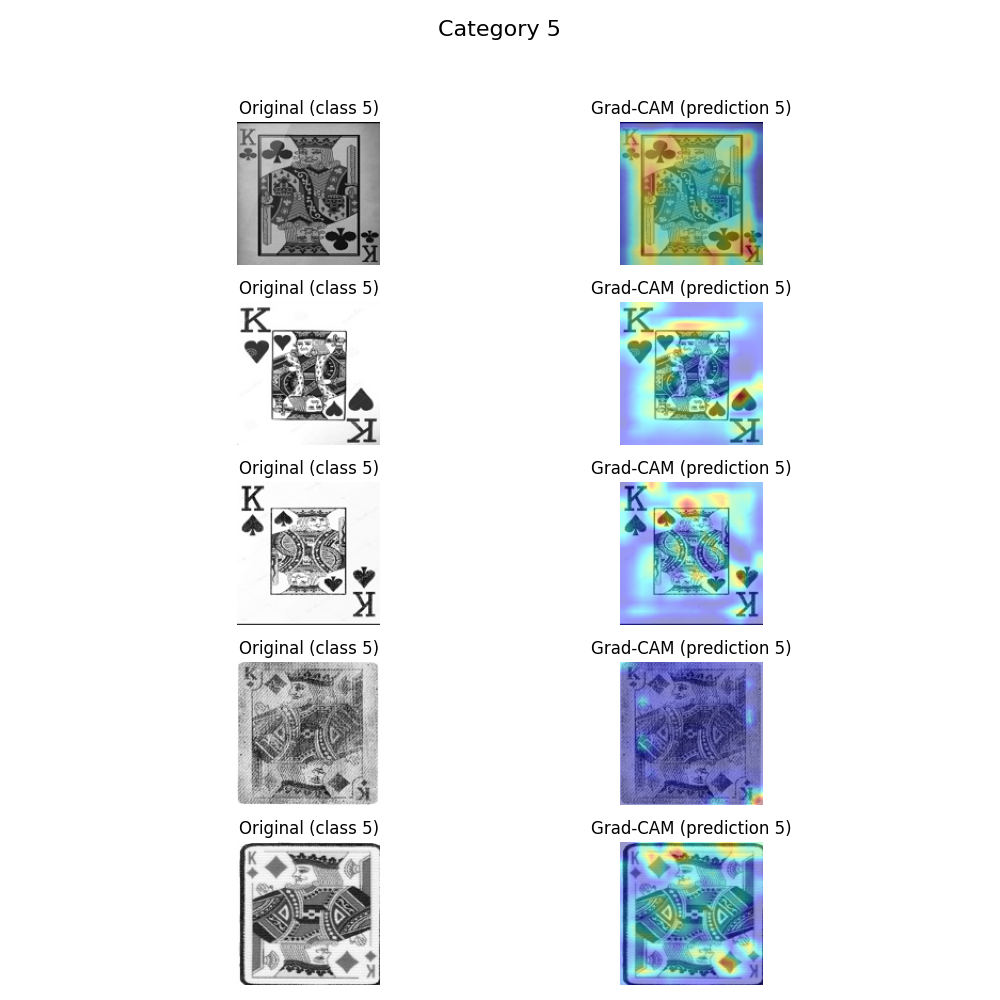 Category 5
Original (class 5)
Grad-CAM (prediction 5)
K
K
K
K
Original (class 5)
Grad-CAM (prediction 5)
K
K
K
K
Original (class 5)
Grad-CAM (prediction 5)
K
K
K
K
Original (class 5)
Grad-CAM (prediction 5)
K
K
K
K
Original (class 5)
Grad-CAM (prediction 5)
K
K
K
K